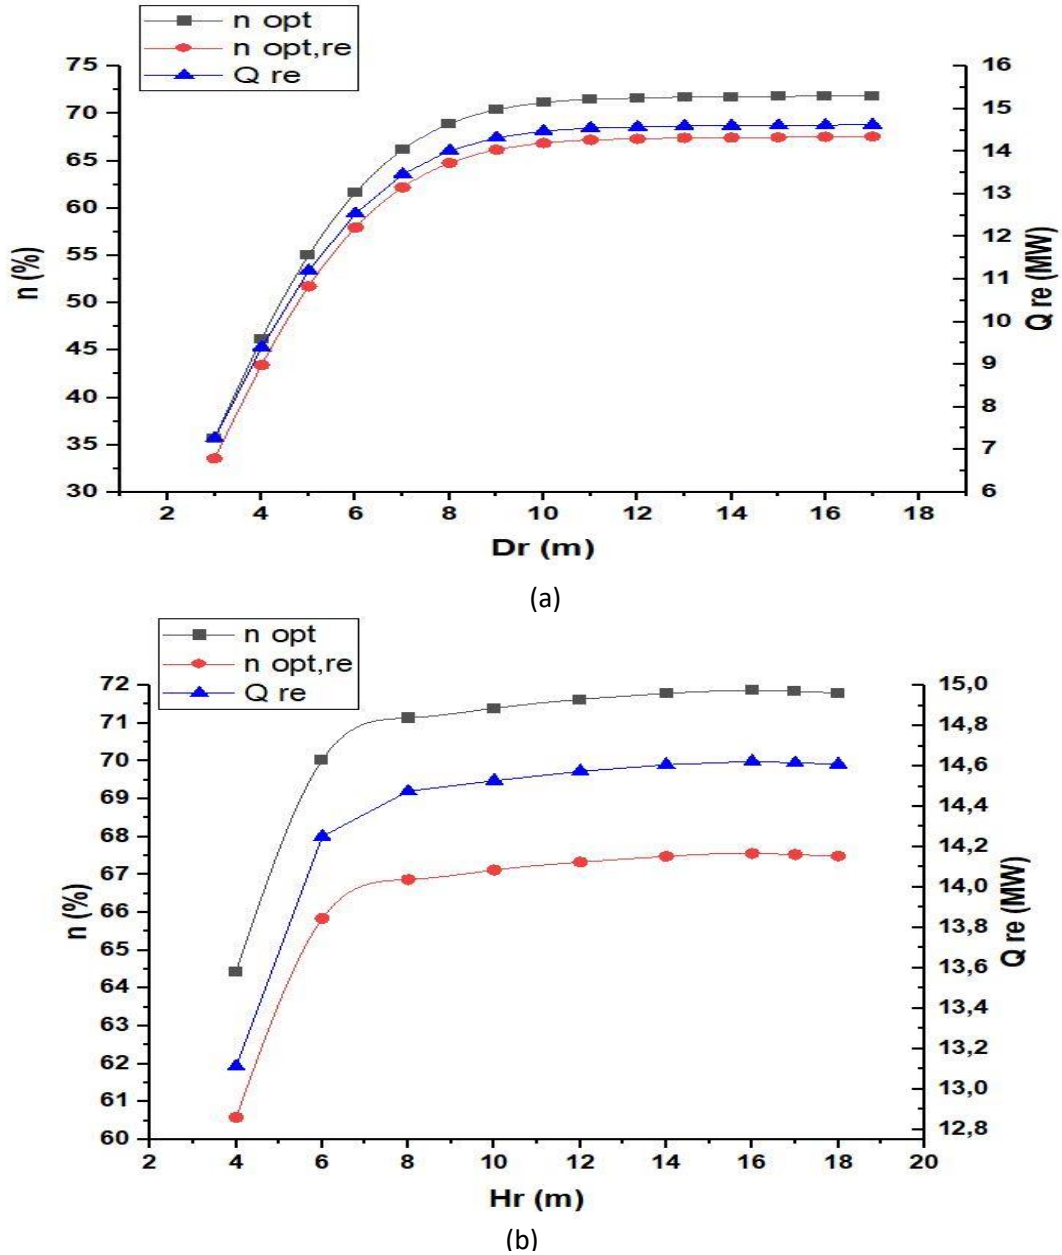 n opt
n opt,re
Q re
75
70
65
60
55
50
45
40
35
30
n (%)
16
15
14
13
12
11
10
9
8
7
6
Q re (MW)
2 4 6 8 10 12 14 16 18
Dr (m)
(a)
n opt
n opt,re
Q re
72
71
70
69
68
67
66
65
64
63
62
61
60
n (%)
15,0
14,8
14,6
14,4
14,2
14,0
13,8
13,6
13,4
13,2
13,0
12,8
Q re (MW)
2 4 6 8 10 12 14 16 18 20
Hr (m)
(b)